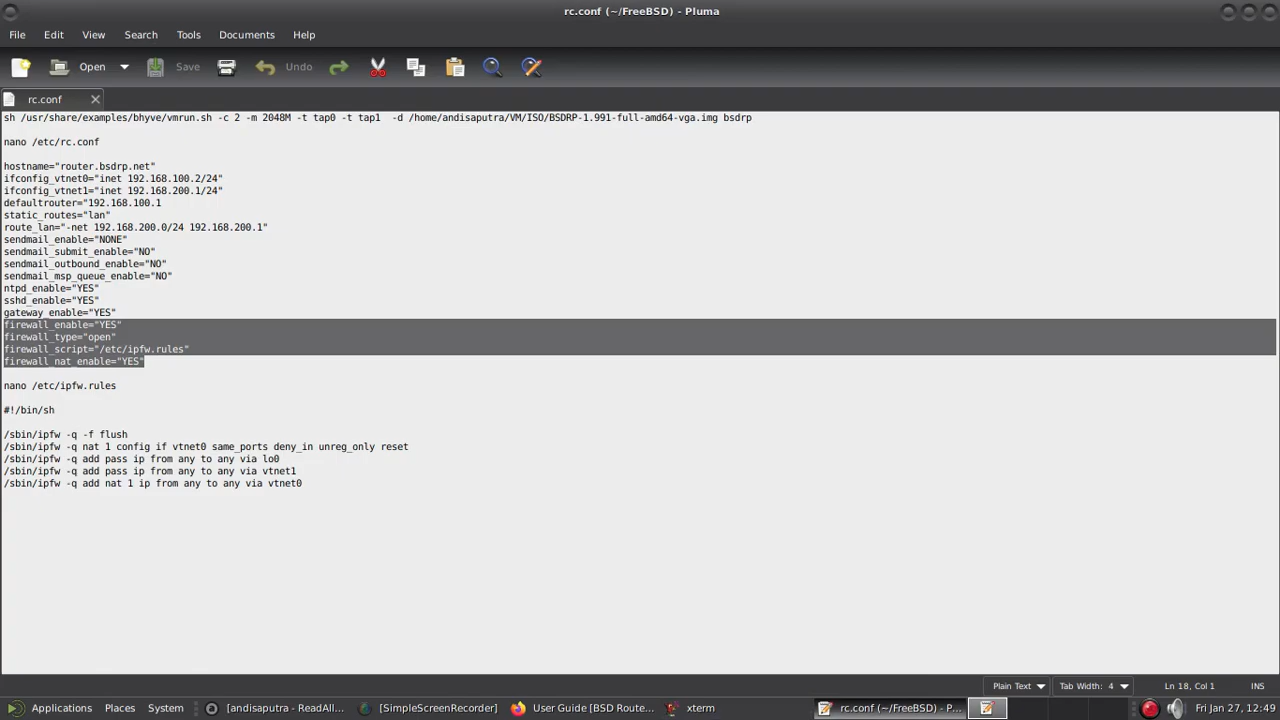 rc.conf (~/FreeBSD) - Pluma
File Edit View Search Tools Documents Help
Open Save Undo
rc.conf
sh /usr/share/examples/bhyve/vmrun.sh -c 2 -m 2048M -t tap0 -t tap1  -d /home/andisaputra/VM/ISO/BSDRP-1.991-full-amd64-vga.img bsdrp
nano /etc/rc.conf
hostname="router.bsdrp.net"
ifconfig_vtnet0="inet 192.168.100.2/24"
ifconfig_vtnet1="inet 192.168.200.1/24"
defaultrouter="192.168.100.1
static_routes="lan"
route_lan="-net 192.168.200.0/24 192.168.200.1"
sendmail_enable="NONE"
sendmail_submit_enable="NO"
sendmail_outbound_enable="NO"
sendmail_msp_queue_enable="NO"
ntpd_enable="YES"
sshd_enable="YES"
gateway_enable="YES"
firewall_enable="YES"
firewall_type="open"
firewall_script="/etc/ipfw.rules"
firewall_nat_enable="YES"
nano /etc/ipfw.rules
#!/bin/sh
/sbin/ipfw -q -f flush
/sbin/ipfw -q nat 1 config if vtnet0 same_ports deny_in unreg_only reset
/sbin/ipfw -q add pass ip from any to any via lo0
/sbin/ipfw -q add pass ip from any to any via vtnet1
/sbin/ipfw -q add nat 1 ip from any to any via vtnet0
Plain Text Tab Width: 4 Ln 18, Col 1 INS
Applications Places System [andisaputra - ReadAll... [SimpleScreenRecorder] User Guide [BSD Route... xterm rc.conf (~/FreeBSD) - P... Fri Jan 27, 12:49